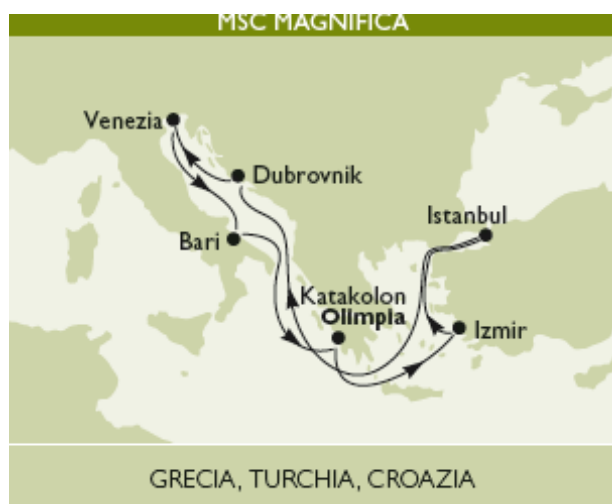 MSC MAGNIFICA
Venezia
Dubrovnik
Istanbul
Bari
Katakolon
Olimpia
Izmir
GRECIA, TURCHIA, CROAZIA